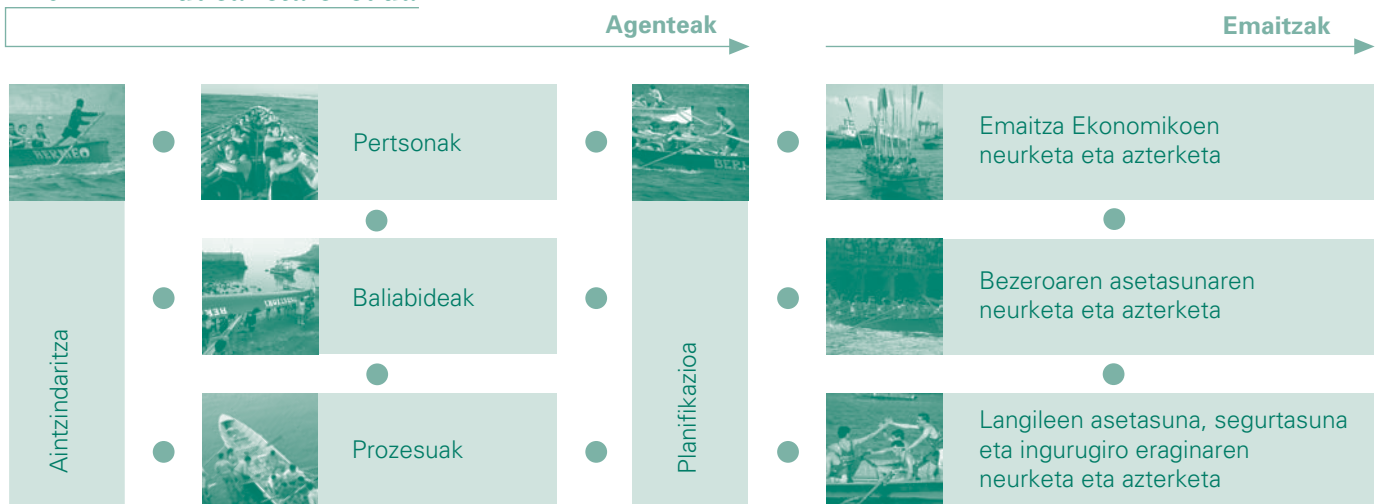 Agenteak
Emaitzak
Aintzindaritza
Pertsonak
Baliabideak
Prozesuak
Planifikazioa
Emaitza Ekonomikoen
neurketa eta azterketa
Bezeroaren asetasunaren
neurketa eta azterketa
Langileen asetasuna, segurtasuna
eta ingurugiro eraginaren
neurketa eta azterketa